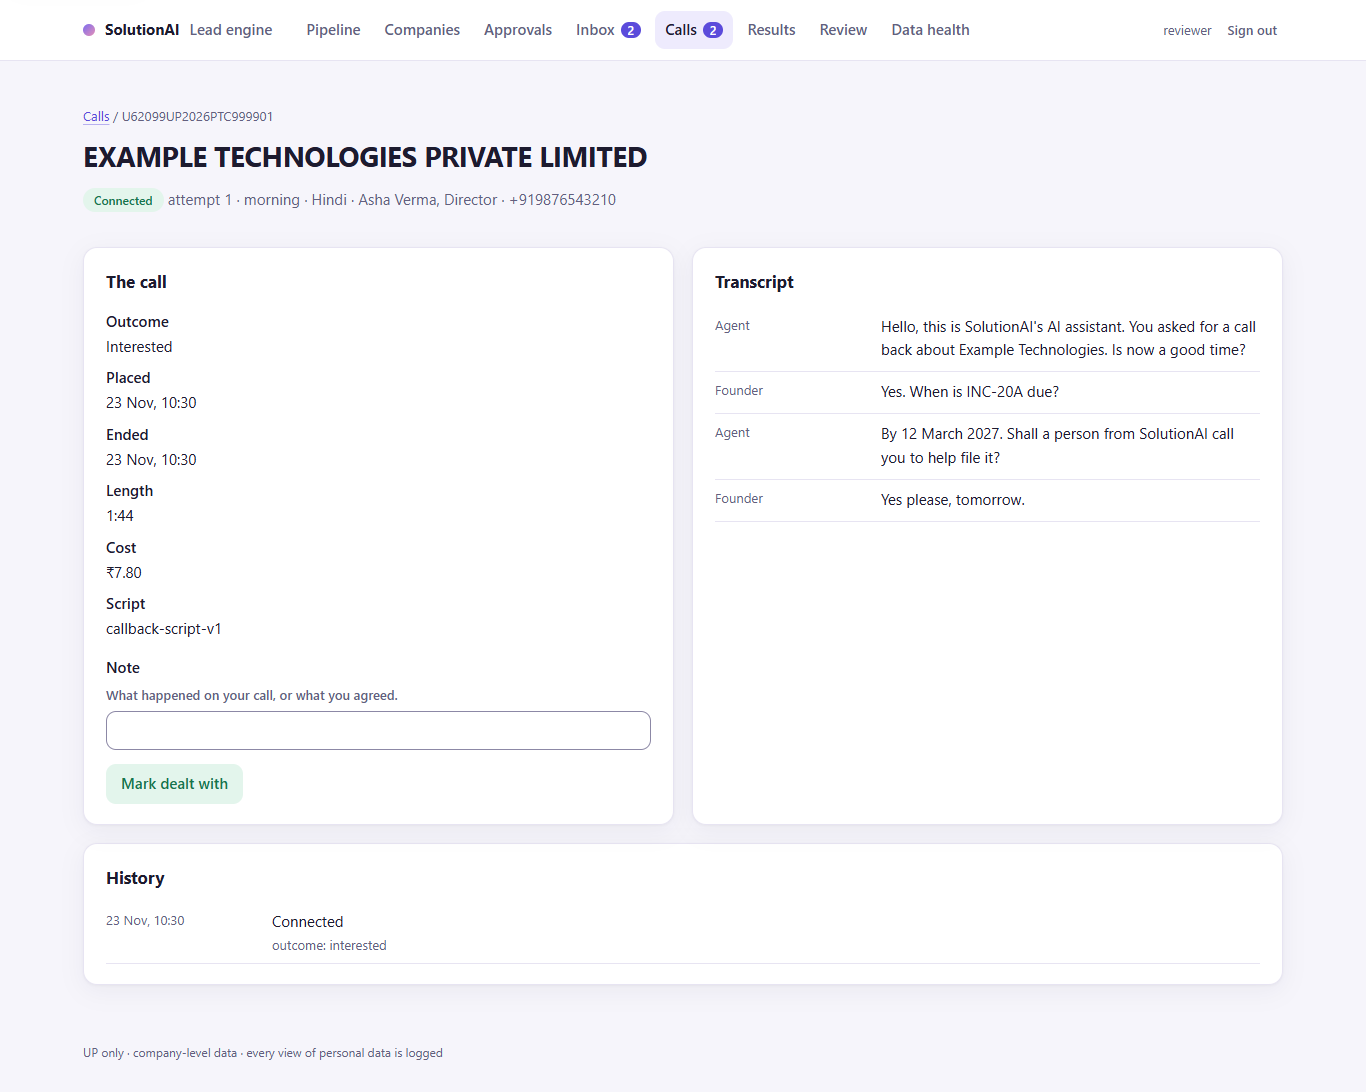 SolutionAI Lead engine Pipeline Companies Approvals Inbox 2 Calls 2 Results Review Data health reviewer Sign out
Calls / U62099UP2026PTC999901
EXAMPLE TECHNOLOGIES PRIVATE LIMITED
Connected attempt 1 · morning · Hindi · Asha Verma, Director · +919876543210
The call
Outcome
Interested
Placed
23 Nov, 10:30
Ended
23 Nov, 10:30
Length
1:44
Cost
₹7.80
Script
callback-script-v1
Note
What happened on your call, or what you agreed.
Mark dealt with
Transcript
Agent Hello, this is SolutionAI's AI assistant. You asked for a call
back about Example Technologies. Is now a good time?
Founder Yes. When is INC-20A due?
Agent By 12 March 2027. Shall a person from SolutionAI call
you to help file it?
Founder Yes please, tomorrow.
History
23 Nov, 10:30 Connected
outcome: interested
UP only · company-level data · every view of personal data is logged